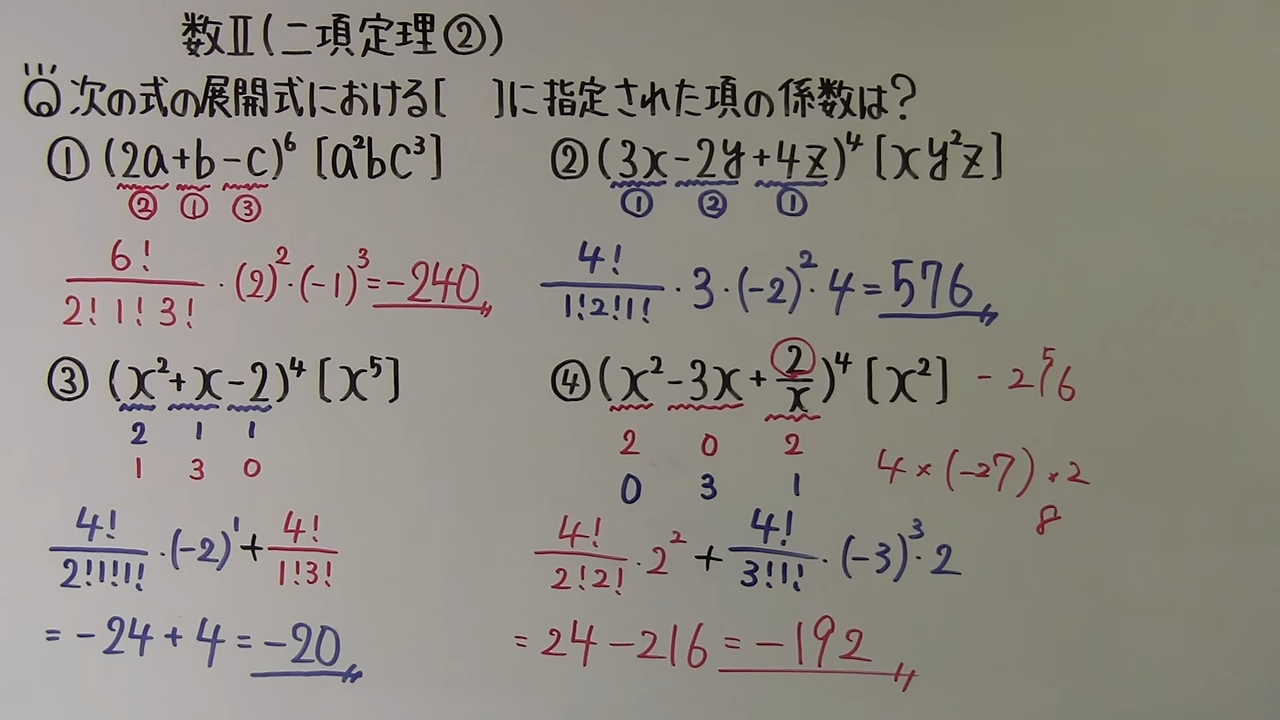 数Ⅱ(二項定理②)
Q 次の式の展開式における[ ]に指定された項の係数は?
① (2a+b-c)⁶ [a²bc³]
② ① ③
6!/(2!1!3!)・(2)²・(-1)³=-240
② (3x-2y+4z)⁴ [xy²z]
① ② ①
4!/(1!2!1!)・3・(-2)²・4=576
③ (x²+x-2)⁴ [x⁵]
2 1 1
1 3 0
4!/(2!1!1!)・(-2)¹+4!/(1!3!)
=-24+4=-20
④ (x²-3x+2/x)⁴ [x²]
2 0 2
0 3 1
4×(-27)×2
8
4!/(2!2!)・2²+4!/(3!1!)・(-3)³・2
=24-216=-192